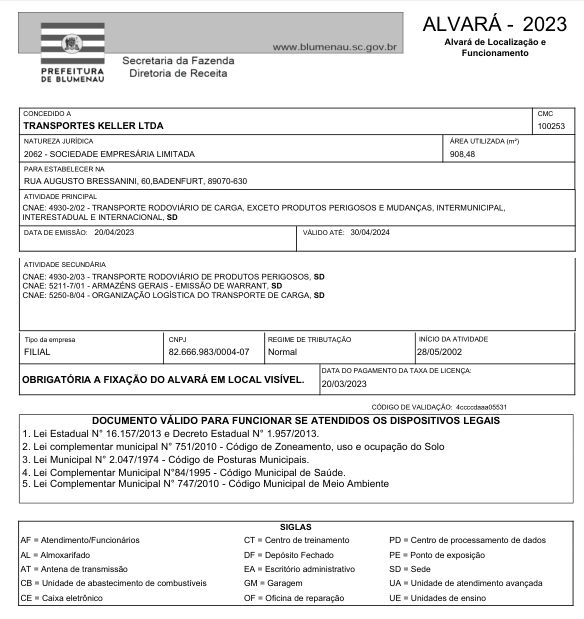 ALVARÁ - 2023
Alvará de Localização e
Funcionamento
www.blumenau.sc.gov.br
PREFEITURA
DE BLUMENAU
Secretaria da Fazenda
Diretoria de Receita
CONCEDIDO A
TRANSPORTES KELLER LTDA
CMC
100253
NATUREZA JURÍDICA
2062 - SOCIEDADE EMPRESÁRIA LIMITADA
ÁREA UTILIZADA (m²)
908,48
PARA ESTABELECER NA
RUA AUGUSTO BRESSANINI, 60,BADENFURT, 89070-630
ATIVIDADE PRINCIPAL
CNAE: 4930-2/02 - TRANSPORTE RODOVIÁRIO DE CARGA, EXCETO PRODUTOS PERIGOSOS E MUDANÇAS, INTERMUNICIPAL,
INTERESTADUAL E INTERNACIONAL, SD
DATA DE EMISSÃO: 20/04/2023
VÁLIDO ATÉ: 30/04/2024
ATIVIDADE SECUNDÁRIA
CNAE: 4930-2/03 - TRANSPORTE RODOVIÁRIO DE PRODUTOS PERIGOSOS, SD
CNAE: 5211-7/01 - ARMAZÉNS GERAIS - EMISSÃO DE WARRANT, SD
CNAE: 5250-8/04 - ORGANIZAÇÃO LOGÍSTICA DO TRANSPORTE DE CARGA, SD
Tipo da empresa
FILIAL
CNPJ
82.666.983/0004-07
REGIME DE TRIBUTAÇÃO
Normal
INÍCIO DA ATIVIDADE
28/05/2002
OBRIGATÓRIA A FIXAÇÃO DO ALVARÁ EM LOCAL VISÍVEL.
DATA DO PAGAMENTO DA TAXA DE LICENÇA:
20/03/2023
CÓDIGO DE VALIDAÇÃO: 4ccccdaaa05531
DOCUMENTO VÁLIDO PARA FUNCIONAR SE ATENDIDOS OS DISPOSITIVOS LEGAIS
1. Lei Estadual N° 16.157/2013 e Decreto Estadual N° 1.957/2013.
2. Lei complementar municipal N° 751/2010 - Código de Zoneamento, uso e ocupação do Solo
3. Lei Municipal N° 2.047/1974 - Código de Posturas Municipais.
4. Lei Complementar Municipal N°84/1995 - Código Municipal de Saúde.
5. Lei Complementar Municipal N° 747/2010 - Código Municipal de Meio Ambiente
SIGLAS
AF = Atendimento/Funcionários
CT = Centro de treinamento
PD = Centro de processamento de dados
AL = Almoxarifado
DF = Depósito Fechado
PE = Ponto de exposição
AT = Antena de transmissão
EA = Escritório administrativo
SD = Sede
CB = Unidade de abastecimento de combustíveis
GM = Garagem
UA = Unidade de atendimento avançada
CE = Caixa eletrônico
OF = Oficina de reparação
UE = Unidades de ensino